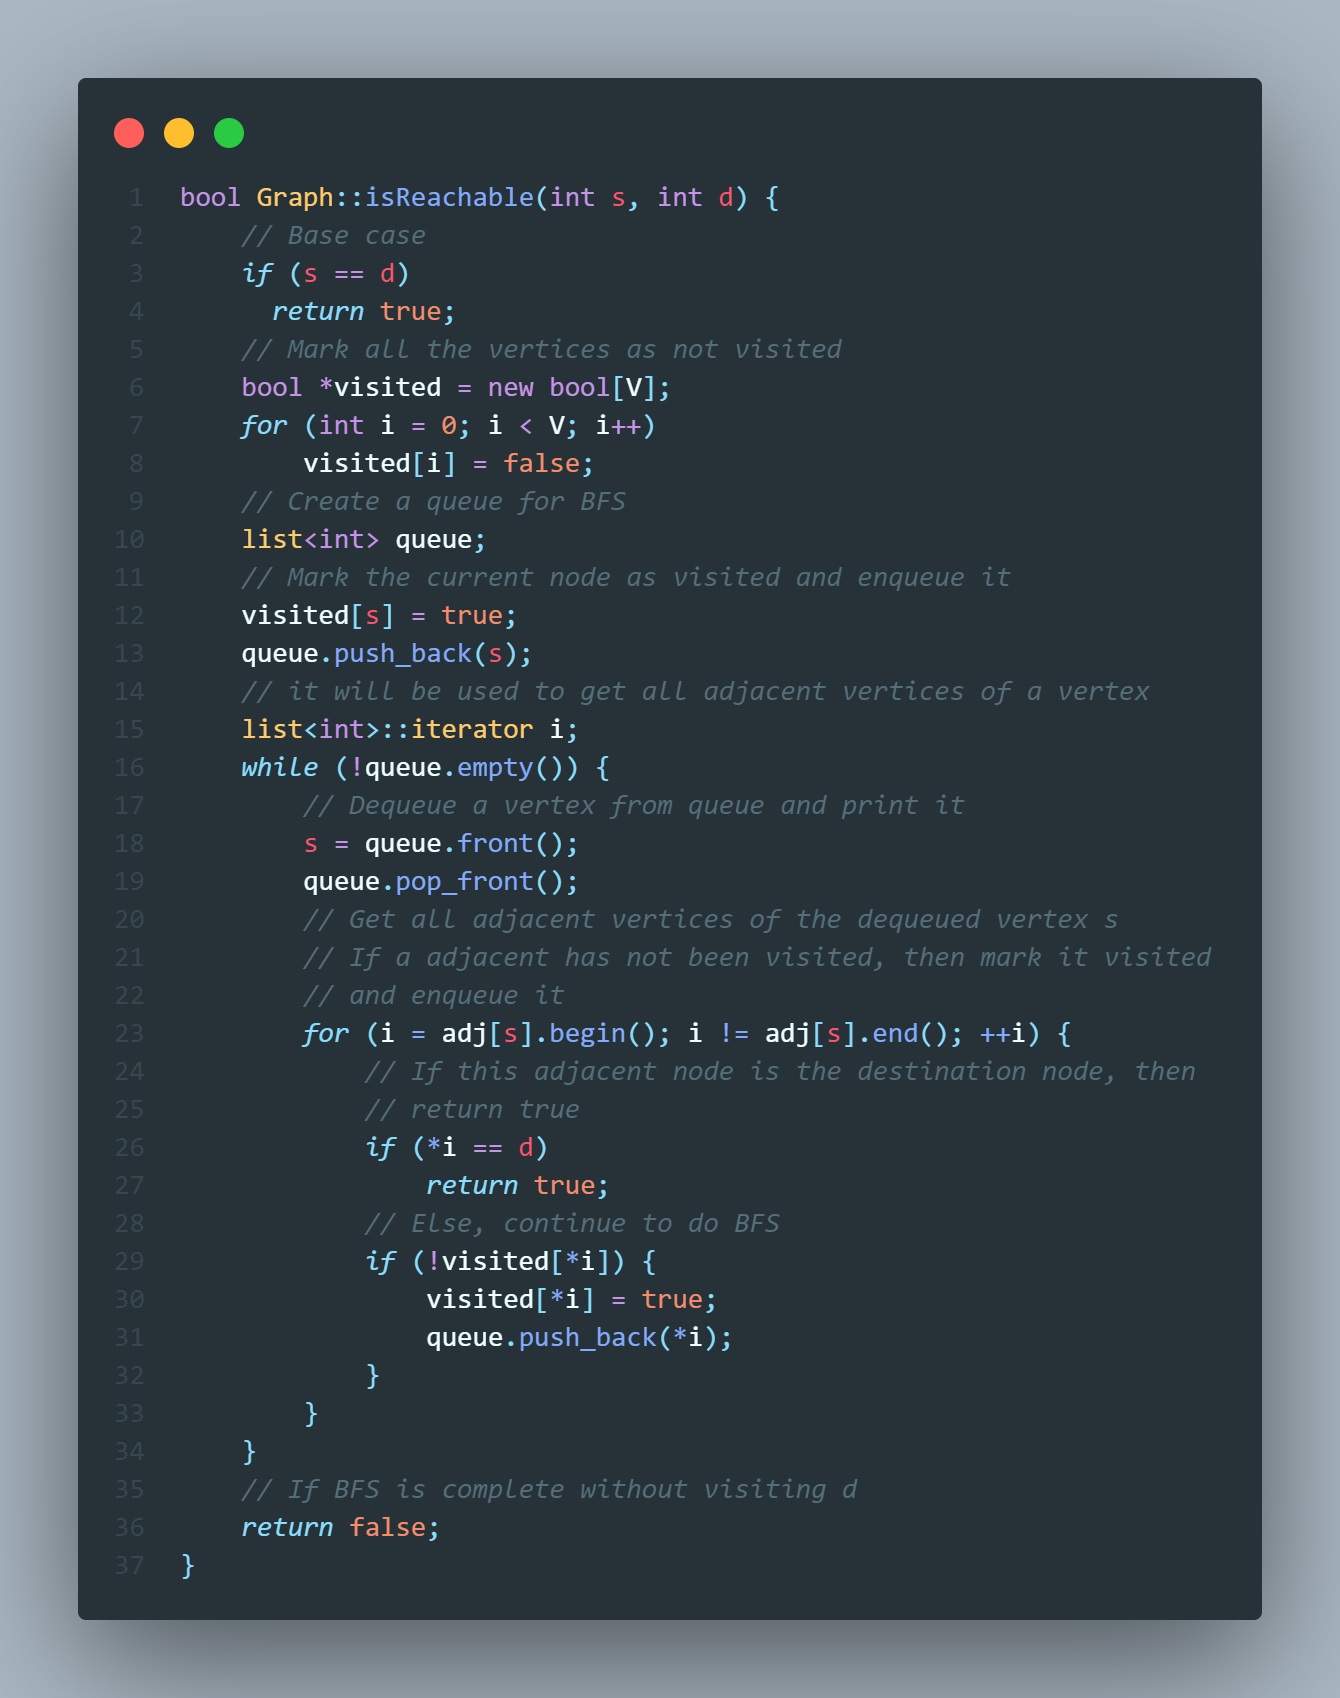 1 bool Graph::isReachable(int s, int d) {
2     // Base case
3     if (s == d)
4       return true;
5     // Mark all the vertices as not visited
6     bool *visited = new bool[V];
7     for (int i = 0; i < V; i++)
8         visited[i] = false;
9     // Create a queue for BFS
10     list<int> queue;
11     // Mark the current node as visited and enqueue it
12     visited[s] = true;
13     queue.push_back(s);
14     // it will be used to get all adjacent vertices of a vertex
15     list<int>::iterator i;
16     while (!queue.empty()) {
17         // Dequeue a vertex from queue and print it
18         s = queue.front();
19         queue.pop_front();
20         // Get all adjacent vertices of the dequeued vertex s
21         // If a adjacent has not been visited, then mark it visited
22         // and enqueue it
23         for (i = adj[s].begin(); i != adj[s].end(); ++i) {
24             // If this adjacent node is the destination node, then
25             // return true
26             if (*i == d)
27                 return true;
28             // Else, continue to do BFS
29             if (!visited[*i]) {
30                 visited[*i] = true;
31                 queue.push_back(*i);
32             }
33         }
34     }
35     // If BFS is complete without visiting d
36     return false;
37 }